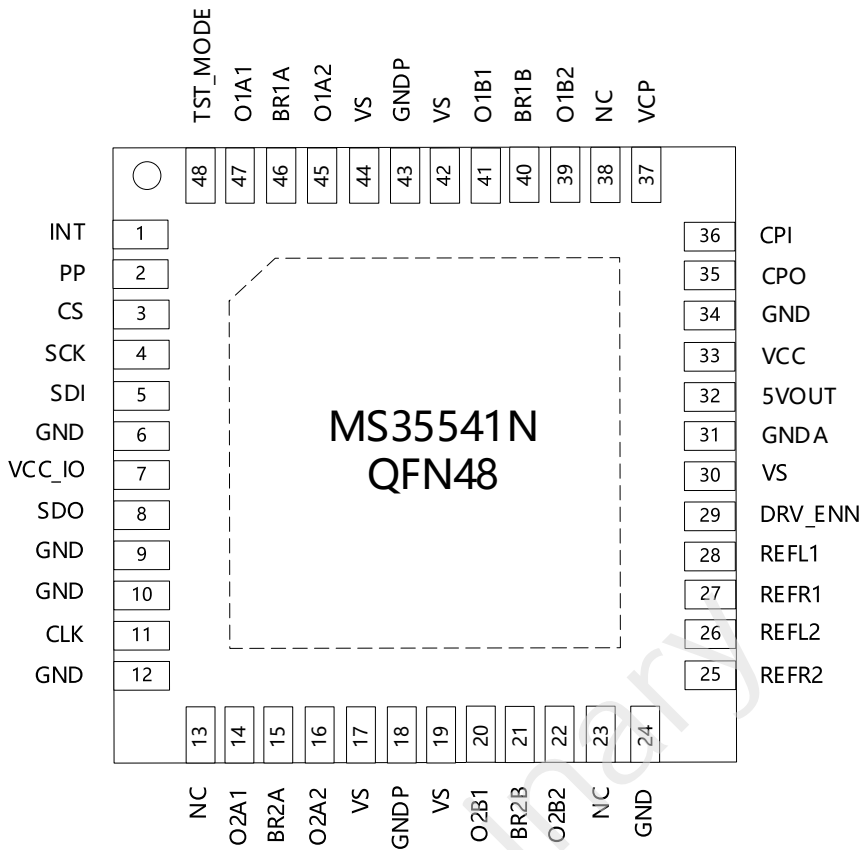 TST_MODE
O1A1
BR1A
O1A2
VS
GNDP
VS
O1B1
BR1B
O1B2
NC
VCP
48 47 46 45 44 43 42 41 40 39 38 37
INT 1
PP 2
CS 3
SCK 4
SDI 5
GND 6
VCC_IO 7
SDO 8
GND 9
GND 10
CLK 11
GND 12
MS35541N
QFN48
36 CPI
35 CPO
34 GND
33 VCC
32 5VOUT
31 GNDA
30 VS
29 DRV_ENN
28 REFL1
27 REFR1
26 REFL2
25 REFR2
13 14 15 16 17 18 19 20 21 22 23 24
NC
O2A1
BR2A
O2A2
VS
GNDP
VS
O2B1
BR2B
O2B2
NC
GND
inary